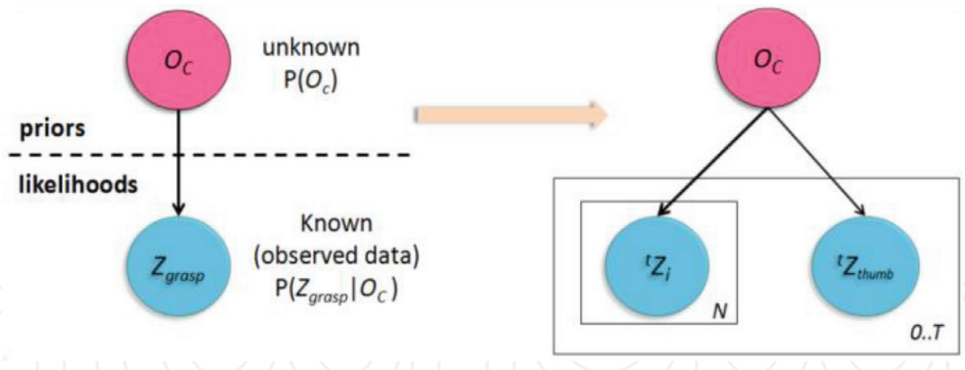 O_C
unknown
P(O_c)
priors
likelihoods
Z_grasp
Known
(observed data)
P(Z_grasp|O_C)
O_C
^tZ_i
N
^tZ_thumb
0..T